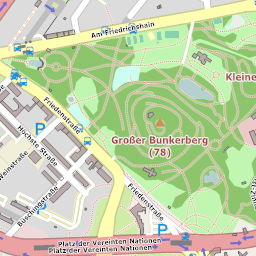 Am Friedrienshain
Kleine
Friedenstraße
Großer Bunkerberg
(78)
Höchste Straße
Weinstraße
Büschingstraße
Friedenstraße
P
P
P
Platz der Vereinten Nationen
Platz der Vereinten Nationen